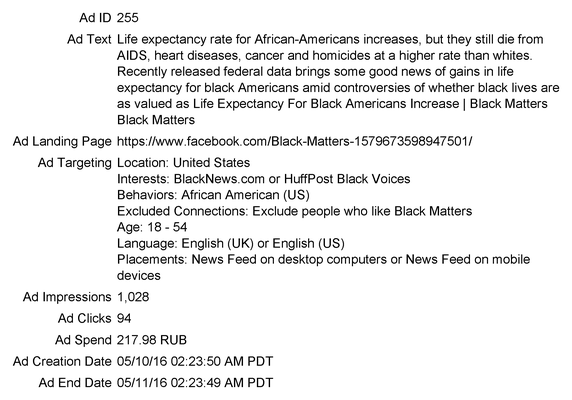 Ad ID 255
Ad Text Life expectancy rate for African-Americans increases, but they still die from
AIDS, heart diseases, cancer and homicides at a higher rate than whites.
Recently released federal data brings some good news of gains in life
expectancy for black Americans amid controversies of whether black lives are
as valued as Life Expectancy For Black Americans Increase | Black Matters
Black Matters
Ad Landing Page https://www.facebook.com/Black-Matters-1579673598947501/
Ad Targeting Location: United States
Interests: BlackNews.com or HuffPost Black Voices
Behaviors: African American (US)
Excluded Connections: Exclude people who like Black Matters
Age: 18 - 54
Language: English (UK) or English (US)
Placements: News Feed on desktop computers or News Feed on mobile
devices
Ad Impressions 1,028
Ad Clicks 94
Ad Spend 217.98 RUB
Ad Creation Date 05/10/16 02:23:50 AM PDT
Ad End Date 05/11/16 02:23:49 AM PDT